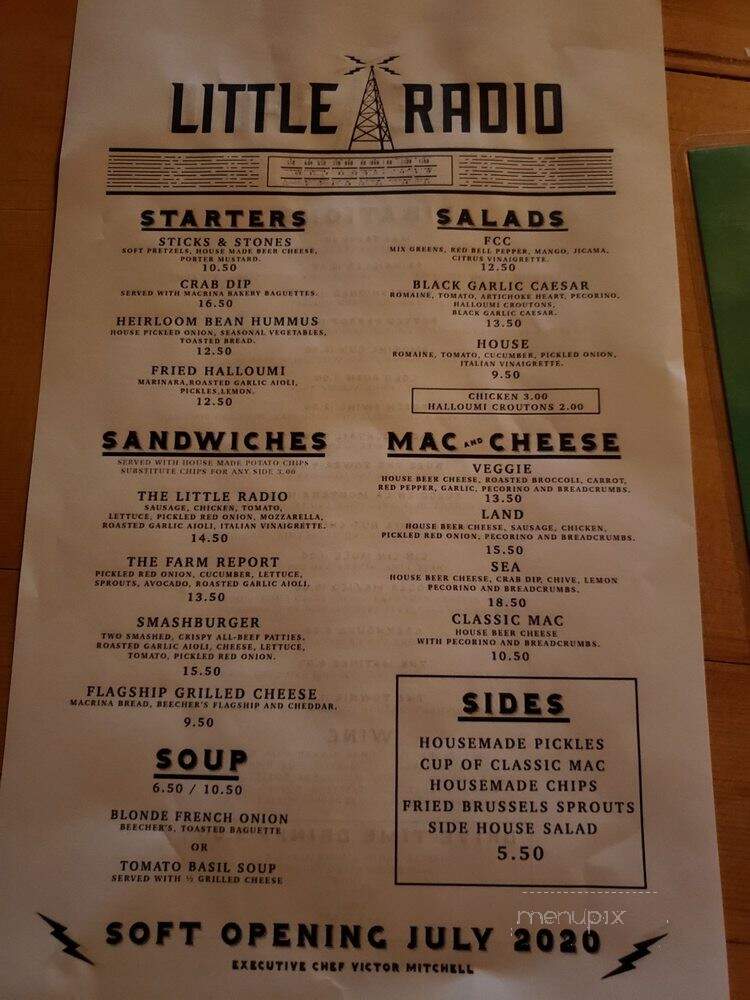 LITTLE RADIO
STARTERS
STICKS & STONES
SOFT PRETZELS, HOUSE MADE BEER CHEESE,
PORTER MUSTARD.
10.50
CRAB DIP
SERVED WITH MACRINA BAKERY BAGUETTES.
16.50
HEIRLOOM BEAN HUMMUS
HOUSE PICKLED ONION, SEASONAL VEGETABLES,
TOASTED BREAD.
12.50
FRIED HALLOUMI
MARINARA, ROASTED GARLIC AIOLI,
PICKLES, LEMON.
12.50
SALADS
FCC
MIX GREENS, RED BELL PEPPER, MANGO, JICAMA,
CITRUS VINAIGRETTE.
12.50
BLACK GARLIC CAESAR
ROMAINE, TOMATO, ARTICHOKE HEART, PECORINO,
HALLOUMI CROUTONS,
BLACK GARLIC CAESAR.
13.50
HOUSE
ROMAINE, TOMATO, CUCUMBER, PICKLED ONION,
ITALIAN VINAIGRETTE.
9.50
CHICKEN 3.00
HALLOUMI CROUTONS 2.00
SANDWICHES
SERVED WITH HOUSE MADE POTATO CHIPS
SUBSTITUTE CHIPS FOR ANY SIDE 3.00
THE LITTLE RADIO
SAUSAGE, CHICKEN, TOMATO,
LETTUCE, PICKLED RED ONION, MOZZARELLA,
ROASTED GARLIC AIOLI, ITALIAN VINAIGRETTE.
14.50
THE FARM REPORT
PICKLED RED ONION, CUCUMBER, LETTUCE,
SPROUTS, AVOCADO, ROASTED GARLIC AIOLI.
13.50
SMASHBURGER
TWO SMASHED, CRISPY ALL-BEEF PATTIES.
ROASTED GARLIC AIOLI, CHEESE, LETTUCE,
TOMATO, PICKLED RED ONION.
15.50
FLAGSHIP GRILLED CHEESE
MACRINA BREAD, BEECHER'S FLAGSHIP AND CHEDDAR.
9.50
MAC AND CHEESE
VEGGIE
HOUSE BEER CHEESE, ROASTED BROCCOLI, CARROT,
RED PEPPER, GARLIC, PECORINO AND BREADCRUMBS.
13.50
LAND
HOUSE BEER CHEESE, SAUSAGE, CHICKEN,
PICKLED RED ONION, PECORINO AND BREADCRUMBS.
15.50
SEA
HOUSE BEER CHEESE, CRAB DIP, CHIVE, LEMON
PECORINO AND BREADCRUMBS.
18.50
CLASSIC MAC
HOUSE BEER CHEESE
WITH PECORINO AND BREADCRUMBS.
10.50
SOUP
6.50 / 10.50
BLONDE FRENCH ONION
BEECHER'S, TOASTED BAGUETTE
OR
TOMATO BASIL SOUP
SERVED WITH ½ GRILLED CHEESE
SIDES
HOUSEMADE PICKLES
CUP OF CLASSIC MAC
HOUSEMADE CHIPS
FRIED BRUSSELS SPROUTS
SIDE HOUSE SALAD
5.50
menupix
SOFT OPENING JULY 2020
EXECUTIVE CHEF VICTOR MITCHELL